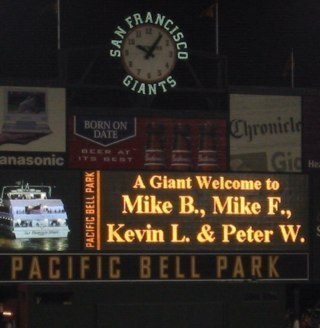 SAN FRANCISCO
GIANTS
BORN ON
DATE
BEER AT
ITS BEST
Chronicle
anasonic
PACIFIC BELL PARK
A Giant Welcome to
Mike B., Mike F.,
Kevin L. & Peter W.
PACIFIC BELL PARK